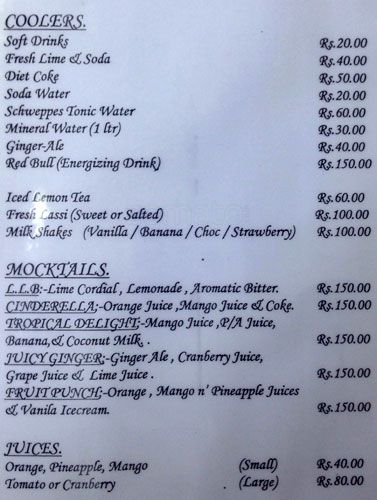 COOLERS.
Soft Drinks Rs.20.00
Fresh Lime & Soda Rs.40.00
Diet Coke Rs.50.00
Soda Water Rs.20.00
Schweppes Tonic Water Rs.60.00
Mineral Water (1 ltr) Rs.30.00
Ginger-Ale Rs.40.00
Red Bull (Energizing Drink) Rs.150.00
Iced Lemon Tea Rs.60.00
Fresh Lassi (Sweet or Salted) Rs.100.00
Milk Shakes (Vanilla / Banana / Choc / Strawberry) Rs.100.00
MOCKTAILS.
L.L.B:-Lime Cordial , Lemonade , Aromatic Bitter. Rs.150.00
CINDERELLA;-Orange Juice ,Mango Juice & Coke. Rs.150.00
TROPICAL DELIGHT;-Mango Juice ,P/A Juice,
Banana,& Coconut Milk. . Rs.150.00
JUICY GINGER;-Ginger Ale , Cranberry Juice,
Grape Juice & Lime Juice . Rs.150.00
FRUIT PUNCH;-Orange , Mango n' Pineapple Juices
& Vanila Icecream. Rs.150.00
JUICES.
Orange, Pineapple, Mango (Small) Rs.40.00
Tomato or Cranberry (Large) Rs.80.00